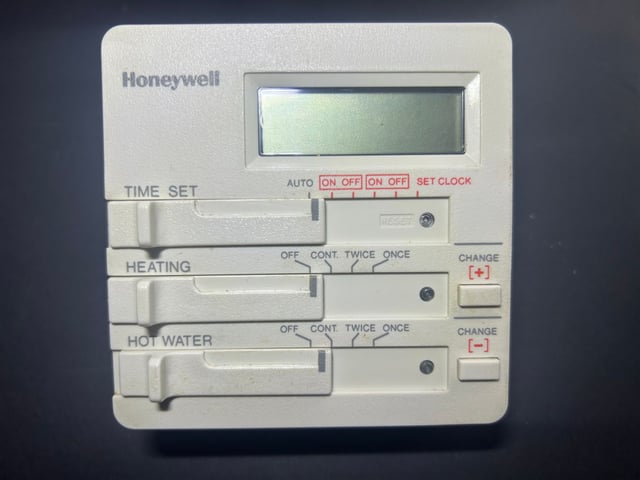 Honeywell
AUTO ON OFF ON OFF SET CLOCK
TIME SET
RESET
OFF CONT. TWICE ONCE
HEATING
CHANGE
[+]
OFF CONT. TWICE ONCE
HOT WATER
CHANGE
[-]